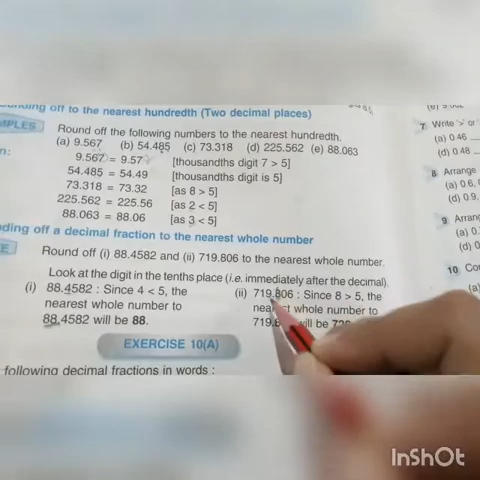 unding off to the nearest hundredth (Two decimal places)
MPLES Round off the following numbers to the nearest hundredth.
(a) 9.567 (b) 54.485 (c) 73.318 (d) 225.562 (e) 88.063
n: 9.567 = 9.57 [thousandths digit 7 > 5]
54.485 = 54.49 [thousandths digit is 5]
73.318 = 73.32 [as 8 > 5]
225.562 = 225.56 [as 2 < 5]
88.063 = 88.06 [as 3 < 5]
ding off a decimal fraction to the nearest whole number
E Round off (i) 88.4582 and (ii) 719.806 to the nearest whole number.
Look at the digit in the tenths place (i.e. immediately after the decimal).
(i) 88.4582 : Since 4 < 5, the
nearest whole number to
88.4582 will be 88.
(ii) 719.806 : Since 8 > 5, the
nearest whole number to
719.8 will be
EXERCISE 10(A)
following decimal fractions in words :
7 Write '>' or
(a) 0.46
(d) 0.48
8 Arrange
(a) 0.6,
(d) 0.9,
9 Arran
(a) 0.
(d) 0
10 Co
(a)
InShOt